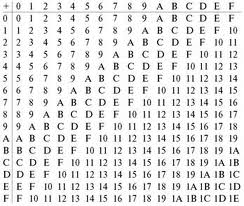 + 0 1 2 3 4 5 6 7 8 9 A B C D E F
0 0 1 2 3 4 5 6 7 8 9 A B C D E F
1 1 2 3 4 5 6 7 8 9 A B C D E F 10
2 2 3 4 5 6 7 8 9 A B C D E F 10 11
3 3 4 5 6 7 8 9 A B C D E F 10 11 12
4 4 5 6 7 8 9 A B C D E F 10 11 12 13
5 5 6 7 8 9 A B C D E F 10 11 12 13 14
6 6 7 8 9 A B C D E F 10 11 12 13 14 15
7 7 8 9 A B C D E F 10 11 12 13 14 15 16
8 8 9 A B C D E F 10 11 12 13 14 15 16 17
9 9 A B C D E F 10 11 12 13 14 15 16 17 18
A A B C D E F 10 11 12 13 14 15 16 17 18 19
B B C D E F 10 11 12 13 14 15 16 17 18 19 1A
C C D E F 10 11 12 13 14 15 16 17 18 19 1A 1B
D D E F 10 11 12 13 14 15 16 17 18 19 1A 1B 1C
E E F 10 11 12 13 14 15 16 17 18 19 1A 1B 1C 1D
F F 10 11 12 13 14 15 16 17 18 19 1A 1B 1C 1D 1E